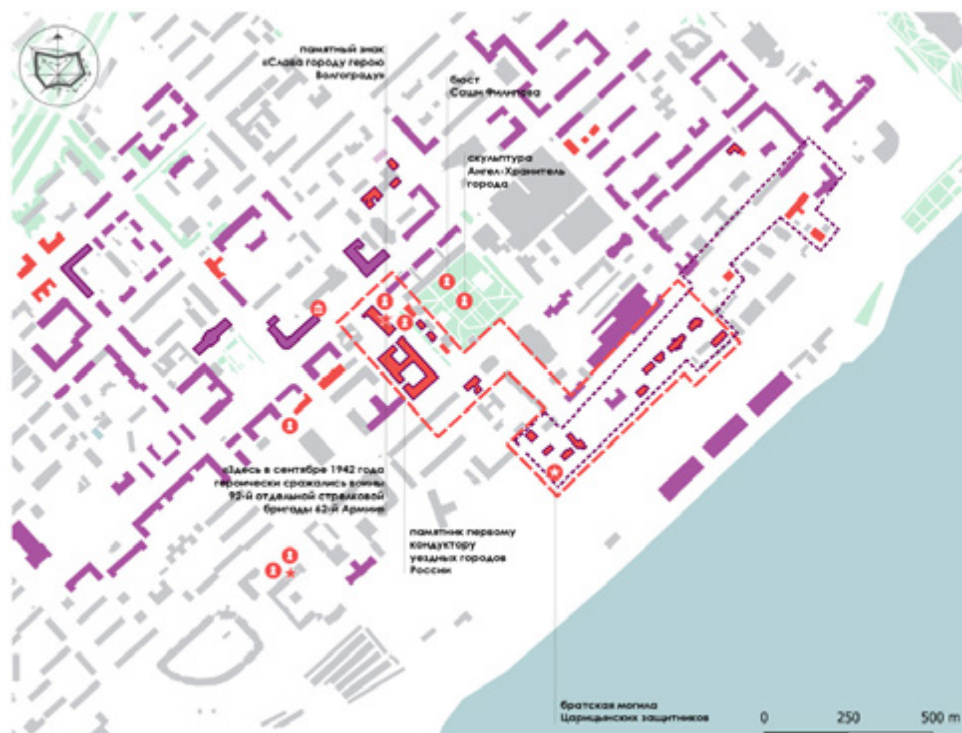 памятный знак
«Слава городу герою
Волгограду»
бюст
Саши Филипова
скульптура
Ангел-Хранитель
города
«Здесь в сентябре 1942 года
героически сражались воины
92-й отдельной стрелковой
бригады 62-й Армии»
памятник первому
кондуктору
уездных городов
России
братская могила
Царицынских защитников
0 250 500 m